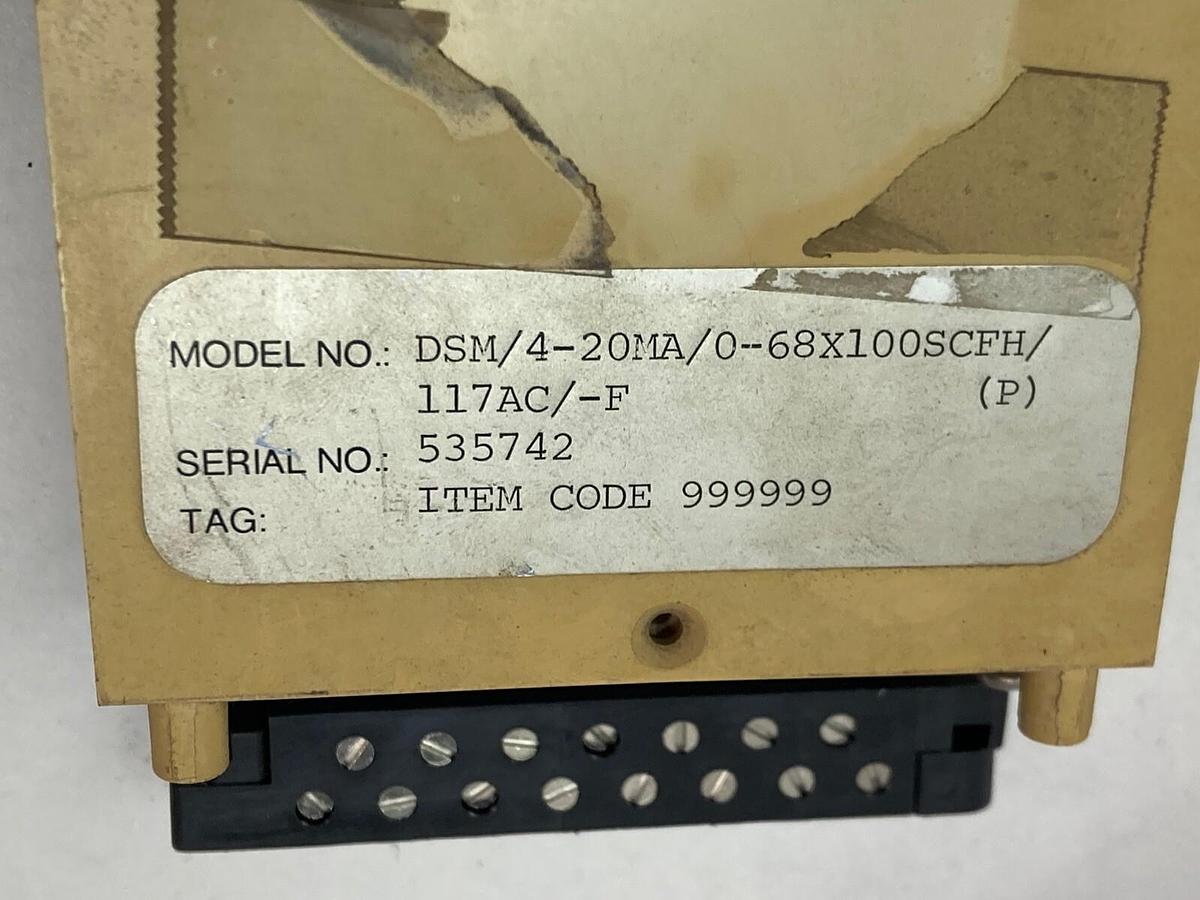 MODEL NO.: DSM/4-20MA/0--68X100SCFH/
117AC/-F (P)
SERIAL NO.: 535742
TAG: ITEM CODE 999999